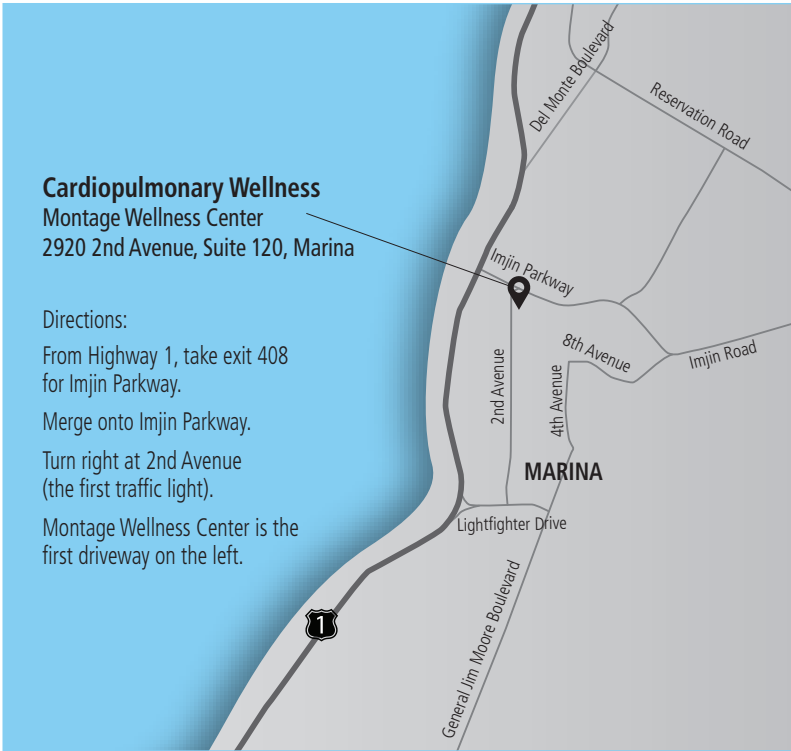 Cardiopulmonary Wellness
Montage Wellness Center
2920 2nd Avenue, Suite 120, Marina
Directions:
From Highway 1, take exit 408
for Imjin Parkway.
Merge onto Imjin Parkway.
Turn right at 2nd Avenue
(the first traffic light).
Montage Wellness Center is the
first driveway on the left.
Del Monte Boulevard
Reservation Road
Imjin Parkway
8th Avenue
Imjin Road
2nd Avenue
4th Avenue
MARINA
Lightfighter Drive
General Jim Moore Boulevard
1